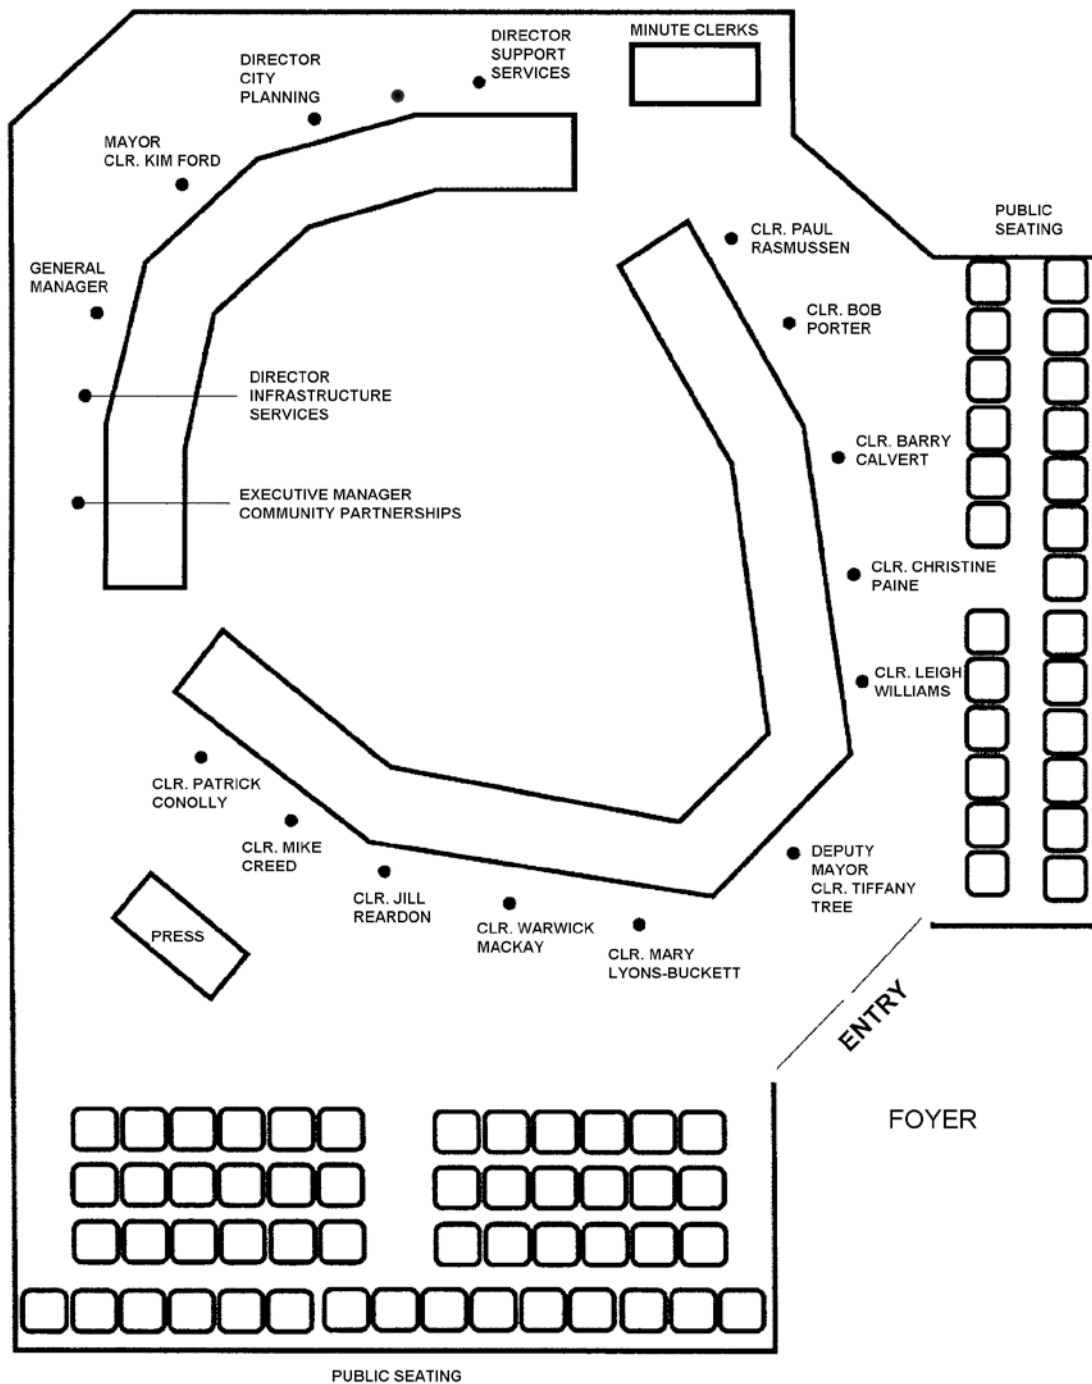 MINUTE CLERKS
DIRECTOR
SUPPORT
SERVICES
DIRECTOR
CITY
PLANNING
MAYOR
CLR. KIM FORD
GENERAL
MANAGER
DIRECTOR
INFRASTRUCTURE
SERVICES
EXECUTIVE MANAGER
COMMUNITY PARTNERSHIPS
CLR. PAUL
RASMUSSEN
PUBLIC
SEATING
CLR. BOB
PORTER
CLR. BARRY
CALVERT
CLR. CHRISTINE
PAINE
CLR. LEIGH
WILLIAMS
DEPUTY
MAYOR
CLR. TIFFANY
TREE
CLR. PATRICK
CONOLLY
CLR. MIKE
CREED
CLR. JILL
REARDON
CLR. WARWICK
MACKAY
CLR. MARY
LYONS-BUCKETT
PRESS
ENTRY
FOYER
PUBLIC SEATING